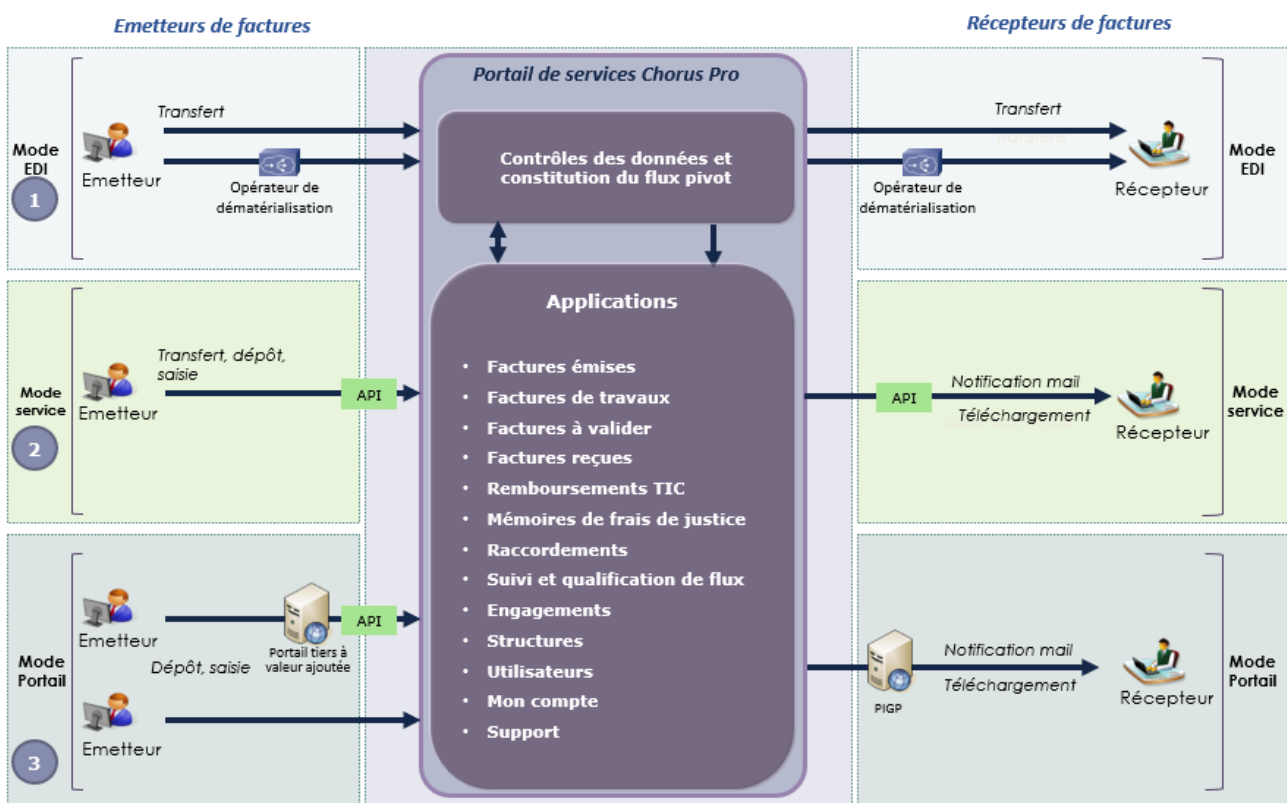 Emetteurs de factures
Récepteurs de factures
Portail de services Chorus Pro
Mode
EDI
1
Emetteur
Transfert
Opérateur de
dématérialisation
Contrôles des données et
constitution du flux pivot
Transfert
Opérateur de
dématérialisation
Récepteur
Mode
EDI
Mode
service
2
Emetteur
Transfert, dépôt,
saisie
API
Applications
• Factures émises
• Factures de travaux
• Factures à valider
• Factures reçues
• Remboursements TIC
• Mémoires de frais de justice
• Raccordements
• Suivi et qualification de flux
• Engagements
• Structures
• Utilisateurs
• Mon compte
• Support
API
Notification mail
Téléchargement
Récepteur
Mode
service
Mode
Portail
3
Emetteur
Dépôt, saisie
Portail tiers à
valeur ajoutée
API
Emetteur
PIGP
Notification mail
Téléchargement
Récepteur
Mode
Portail